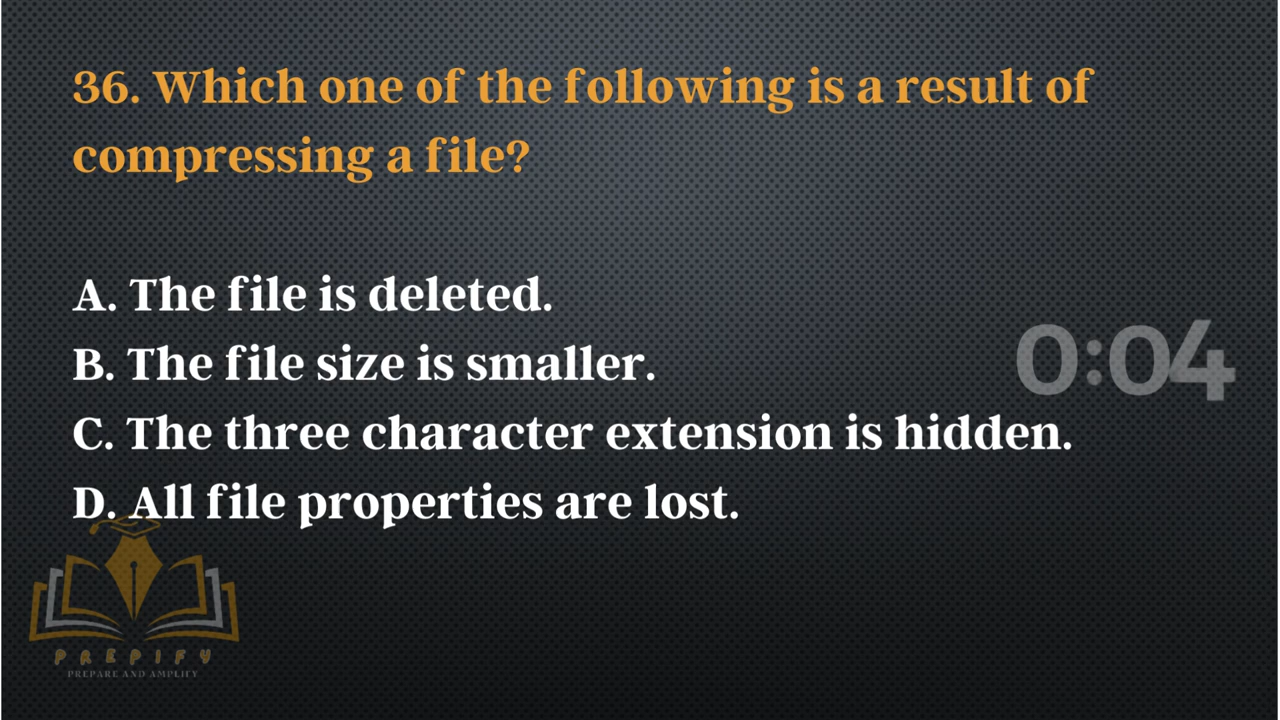 36. Which one of the following is a result of
compressing a file?
A. The file is deleted.
B. The file size is smaller.
0:04
C. The three character extension is hidden.
D. All file properties are lost.
PREPIFY
PREPARE AND AMPLIFY